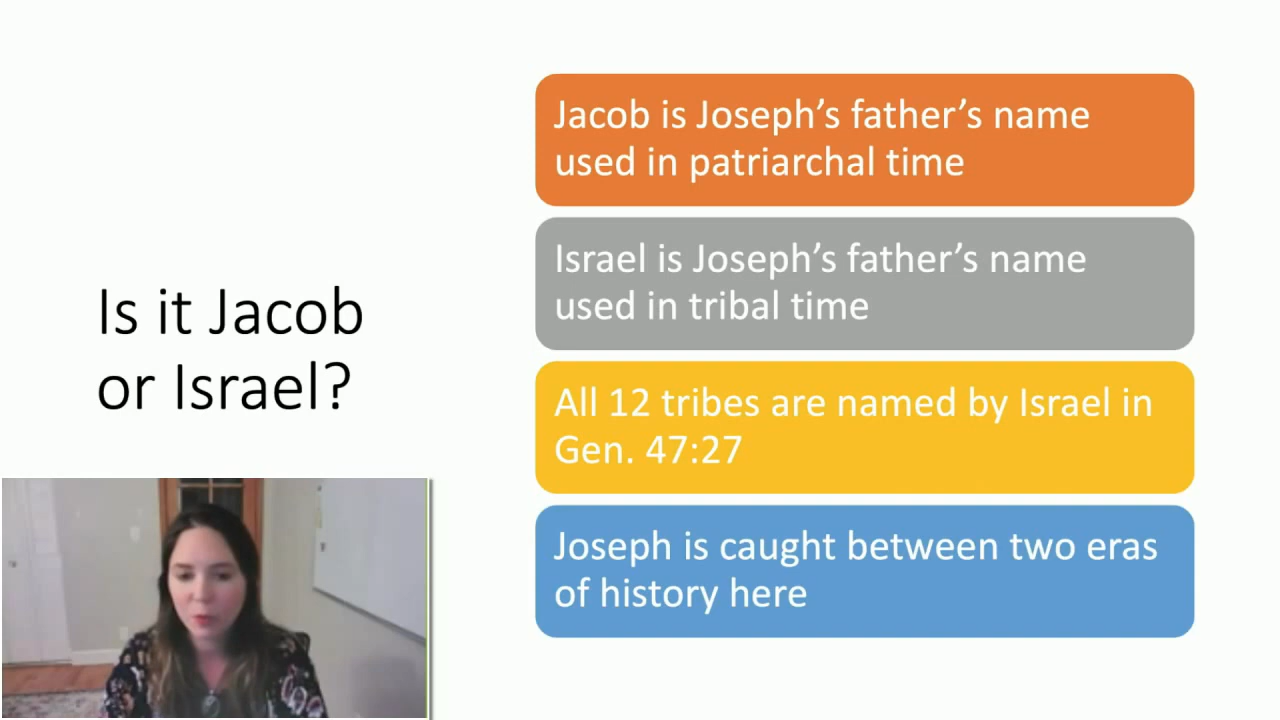 Is it Jacob
or Israel?
Jacob is Joseph’s father’s name
used in patriarchal time
Israel is Joseph’s father’s name
used in tribal time
All 12 tribes are named by Israel in
Gen. 47:27
Joseph is caught between two eras
of history here